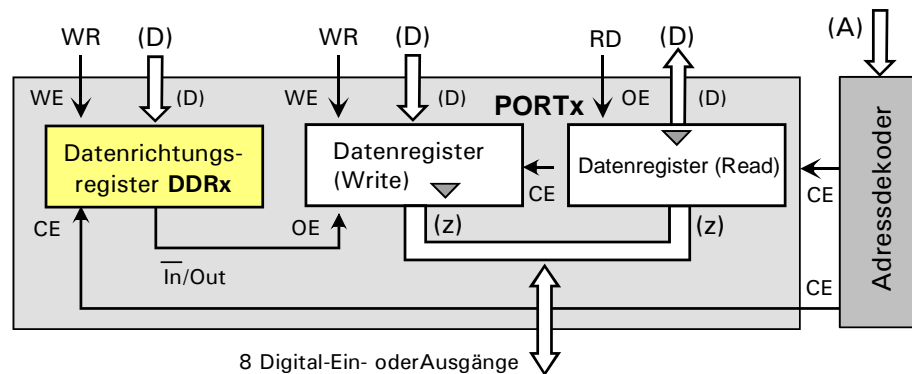 WR (D) WR (D) RD (D) (A)
WE (D) WE (D) OE (D)
PORTx
Datenrichtungs-
register DDRx
Datenregister
(Write)
Datenregister (Read)
CE
CE
CE
OE
(z)
(z)
In/Out
CE
Adressdekoder
8 Digital-Ein- oderAusgänge